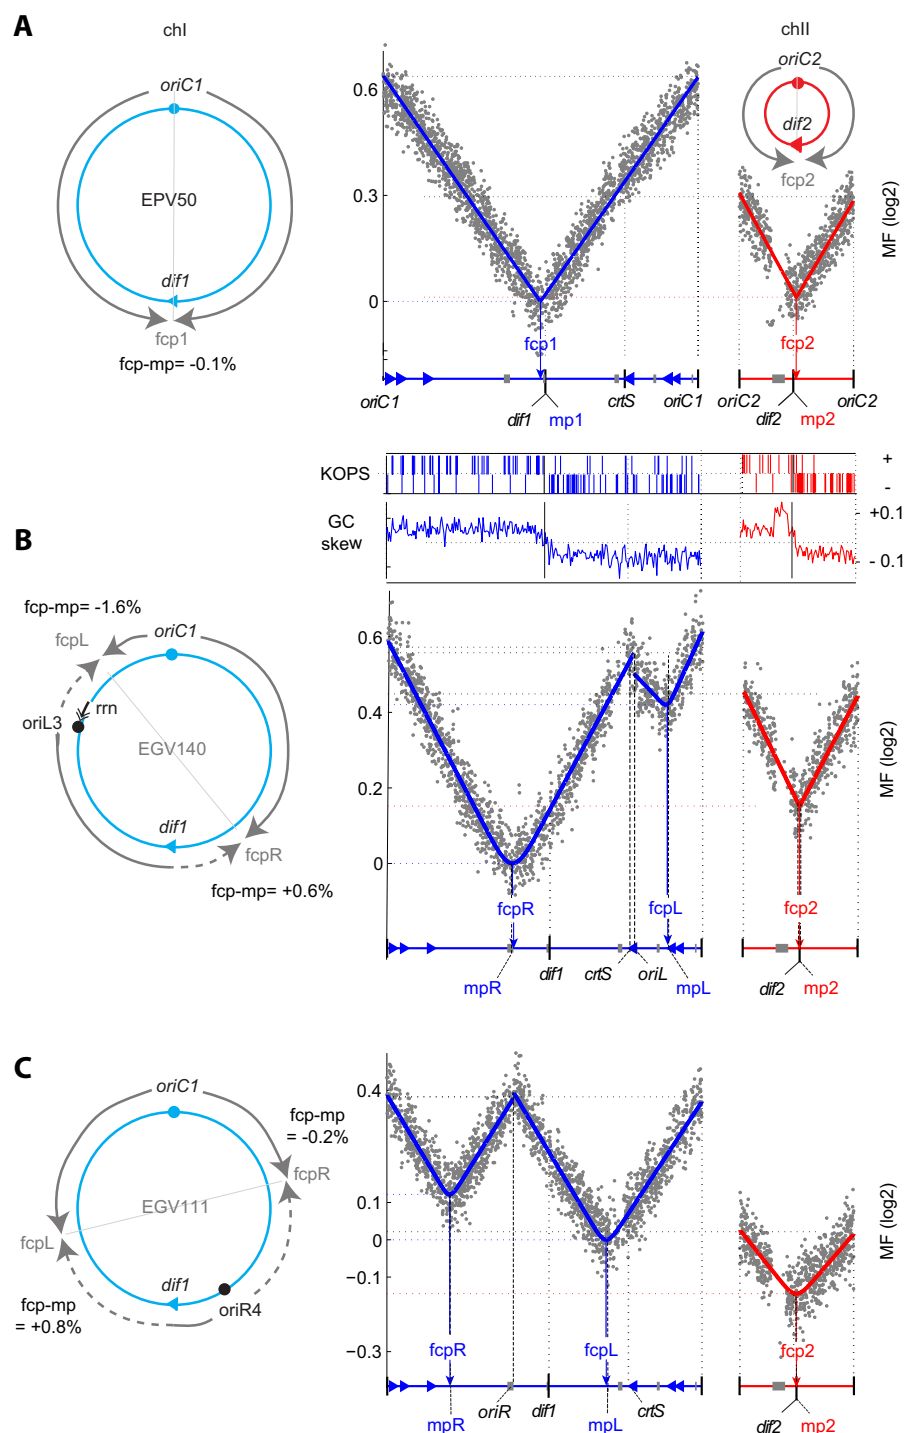 A
chI
oriC1
EPV50
dif1
fcp1
fcp-mp= -0.1%
0.6
0.3
0
fcp1
oriC1
dif1
mp1
crtS
oriC1
chII
oriC2
dif2
fcp2
MF (log2)
fcp2
oriC2
dif2
mp2
oriC2
KOPS
+
-
GC
skew
+0.1
- 0.1
B
fcp-mp= -1.6%
fcpL
oriC1
rrn
oriL3
EGV140
dif1
fcpR
fcp-mp= +0.6%
0.6
0.4
0.2
0
fcpR
fcpL
mpR
dif1
crtS
oriL
mpL
MF (log2)
fcp2
dif2
mp2
C
oriC1
fcp-mp
= -0.2%
fcpR
EGV111
fcpL
dif1
oriR4
fcp-mp
= +0.8%
0.4
0.1
0
−0.1
−0.3
fcpR
fcpL
mpR
oriR
dif1
mpL
crtS
MF (log2)
fcp2
dif2
mp2